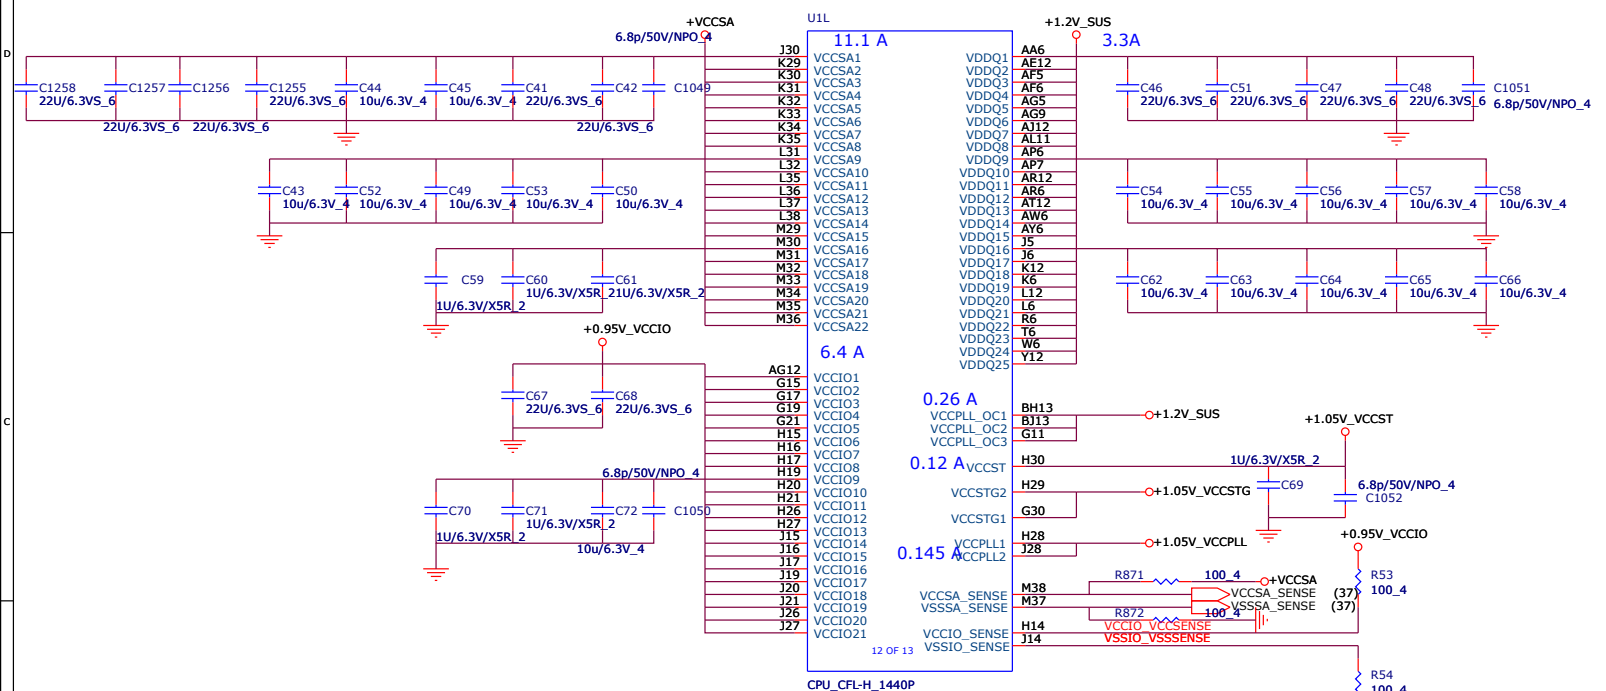 U1L
+VCCSA
6.8p/50V/NPO_4
+1.2V_SUS
11.1 A
3.3A
D
C1258
22U/6.3VS_6
C1257
22U/6.3VS_6
C1256
22U/6.3VS_6
C1255
22U/6.3VS_6
C44
10u/6.3V_4
C45
10u/6.3V_4
C41
22U/6.3VS_6
C42
22U/6.3VS_6
C1049
C43
10u/6.3V_4
C52
10u/6.3V_4
C49
10u/6.3V_4
C53
10u/6.3V_4
C50
10u/6.3V_4
C59
1U/6.3V/X5R_2
C60
1U/6.3V/X5R_2
C61
1U/6.3V/X5R_2
+0.95V_VCCIO
C67
22U/6.3VS_6
C68
22U/6.3VS_6
C
6.8p/50V/NPO_4
C70
1U/6.3V/X5R_2
C71
1U/6.3V/X5R_2
C72
10u/6.3V_4
C1050
J30 VCCSA1
K29 VCCSA2
K30 VCCSA3
K31 VCCSA4
K32 VCCSA5
K33 VCCSA6
K34 VCCSA7
K35 VCCSA8
L31 VCCSA9
L32 VCCSA10
L35 VCCSA11
L36 VCCSA12
L37 VCCSA13
L38 VCCSA14
M29 VCCSA15
M30 VCCSA16
M31 VCCSA17
M32 VCCSA18
M33 VCCSA19
M34 VCCSA20
M35 VCCSA21
M36 VCCSA22
6.4 A
AG12 VCCIO1
G15 VCCIO2
G17 VCCIO3
G19 VCCIO4
G21 VCCIO5
H15 VCCIO6
H16 VCCIO7
H17 VCCIO8
H19 VCCIO9
H20 VCCIO10
H21 VCCIO11
H26 VCCIO12
H27 VCCIO13
J15 VCCIO14
J16 VCCIO15
J17 VCCIO16
J19 VCCIO17
J20 VCCIO18
J21 VCCIO19
J26 VCCIO20
J27 VCCIO21
VDDQ1 AA6
VDDQ2 AE12
VDDQ3 AF5
VDDQ4 AF6
VDDQ5 AG5
VDDQ6 AG9
VDDQ7 AJ12
VDDQ8 AL11
VDDQ9 AP6
VDDQ10 AP7
VDDQ11 AR12
VDDQ12 AR6
VDDQ13 AT12
VDDQ14 AW6
VDDQ15 AY6
VDDQ16 J5
VDDQ17 J6
VDDQ18 K12
VDDQ19 K6
VDDQ20 L12
VDDQ21 L6
VDDQ22 R6
VDDQ23 T6
VDDQ24 W6
VDDQ25 Y12
0.26 A
VCCPLL_OC1 BH13 +1.2V_SUS
VCCPLL_OC2 BJ13
VCCPLL_OC3 G11
0.12 A
VCCST H30
VCCSTG2 H29 +1.05V_VCCSTG
VCCSTG1 G30
VCCPLL1 H28 +1.05V_VCCPLL
0.145 A
VCCPLL2 J28
VCCSA_SENSE M38
VSSSA_SENSE M37
VCCIO_SENSE H14
VSSIO_SENSE J14
12 OF 13
CPU_CFL-H_1440P
C46
22U/6.3VS_6
C51
22U/6.3VS_6
C47
22U/6.3VS_6
C48
22U/6.3VS_6
C1051
6.8p/50V/NPO_4
C54
10u/6.3V_4
C55
10u/6.3V_4
C56
10u/6.3V_4
C57
10u/6.3V_4
C58
10u/6.3V_4
C62
10u/6.3V_4
C63
10u/6.3V_4
C64
10u/6.3V_4
C65
10u/6.3V_4
C66
10u/6.3V_4
+1.05V_VCCST
1U/6.3V/X5R_2
C69
6.8p/50V/NPO_4
C1052
+0.95V_VCCIO
R871 100_4 +VCCSA
VCCSA_SENSE (37)
VSSSA_SENSE (37)
R872 100_4
VCCIO_VCCSENSE
VSSIO_VSSSENSE
R53
100_4
R54
100_4